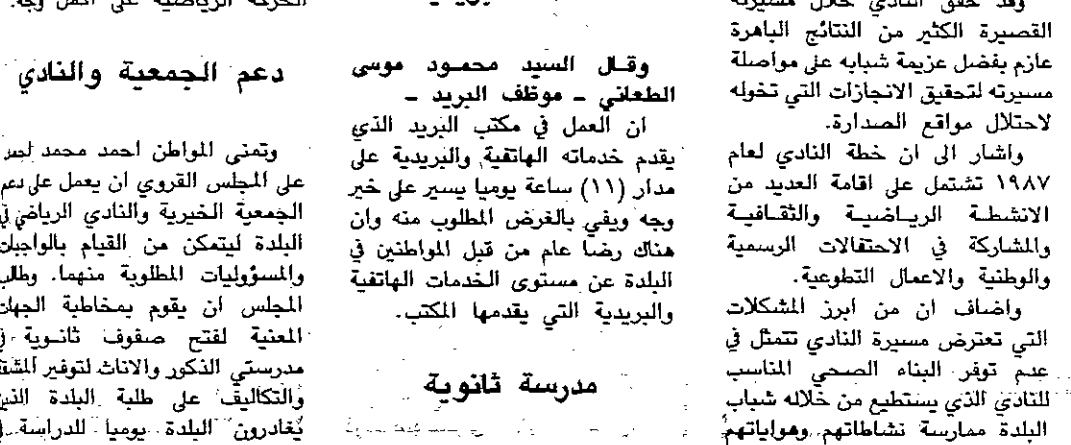 وقد حقق النادي خلال مسيرته
القصيرة الكثير من النتائج الباهرة
عازم بفضل عزيمة شبابه على مواصلة
مسيرته لتحقيق الانجازات التي تخوله
لاحتلال مواقع الصدارة.
واشار الى ان خطة النادي لعام
١٩٨٧ تشتمل على اقامة العديد من
الانشطة الرياضية والثقافية
والمشاركة في الاحتفالات الرسمية
والوطنية والاعمال التطوعية.
واضاف ان من ابرز المشكلات
التي تعترض مسيرة النادي تتمثل في
عدم توفر البناء الصحي المناسب
للنادي الذي يستطيع من خلاله شباب
البلدة ممارسة نشاطاتهم وهواياتهم
وقال السيد محمود موسى
الطعاني - موظف البريد -
ان العمل في مكتب البريد الذي
يقدم خدماته الهاتفية والبريدية على
مدار (١١) ساعة يوميا يسير على خير
وجه ويفي بالغرض المطلوب منه وان
هناك رضا عام من قبل المواطنين في
البلدة عن مستوى الخدمات الهاتفية
والبريدية التي يقدمها المكتب.
مدرسة ثانوية
الحركة الرياضية على اكمل وجه.
دعم الجمعية والنادي
وتمنى المواطن احمد محمد
على المجلس القروي ان يعمل على دعم
الجمعية الخيرية والنادي الرياضي في
البلدة ليتمكن من القيام بالواجبات
والمسؤوليات المطلوبة منهما. وطالب
المجلس ان يقوم بمخاطبة الجهات
المعنية لفتح صفوف ثانوية في
مدرستي الذكور والاناث لتوفير المشقة
والتكاليف على طلبة البلدة الذين
يغادرون البلدة يوميا للدراسة في